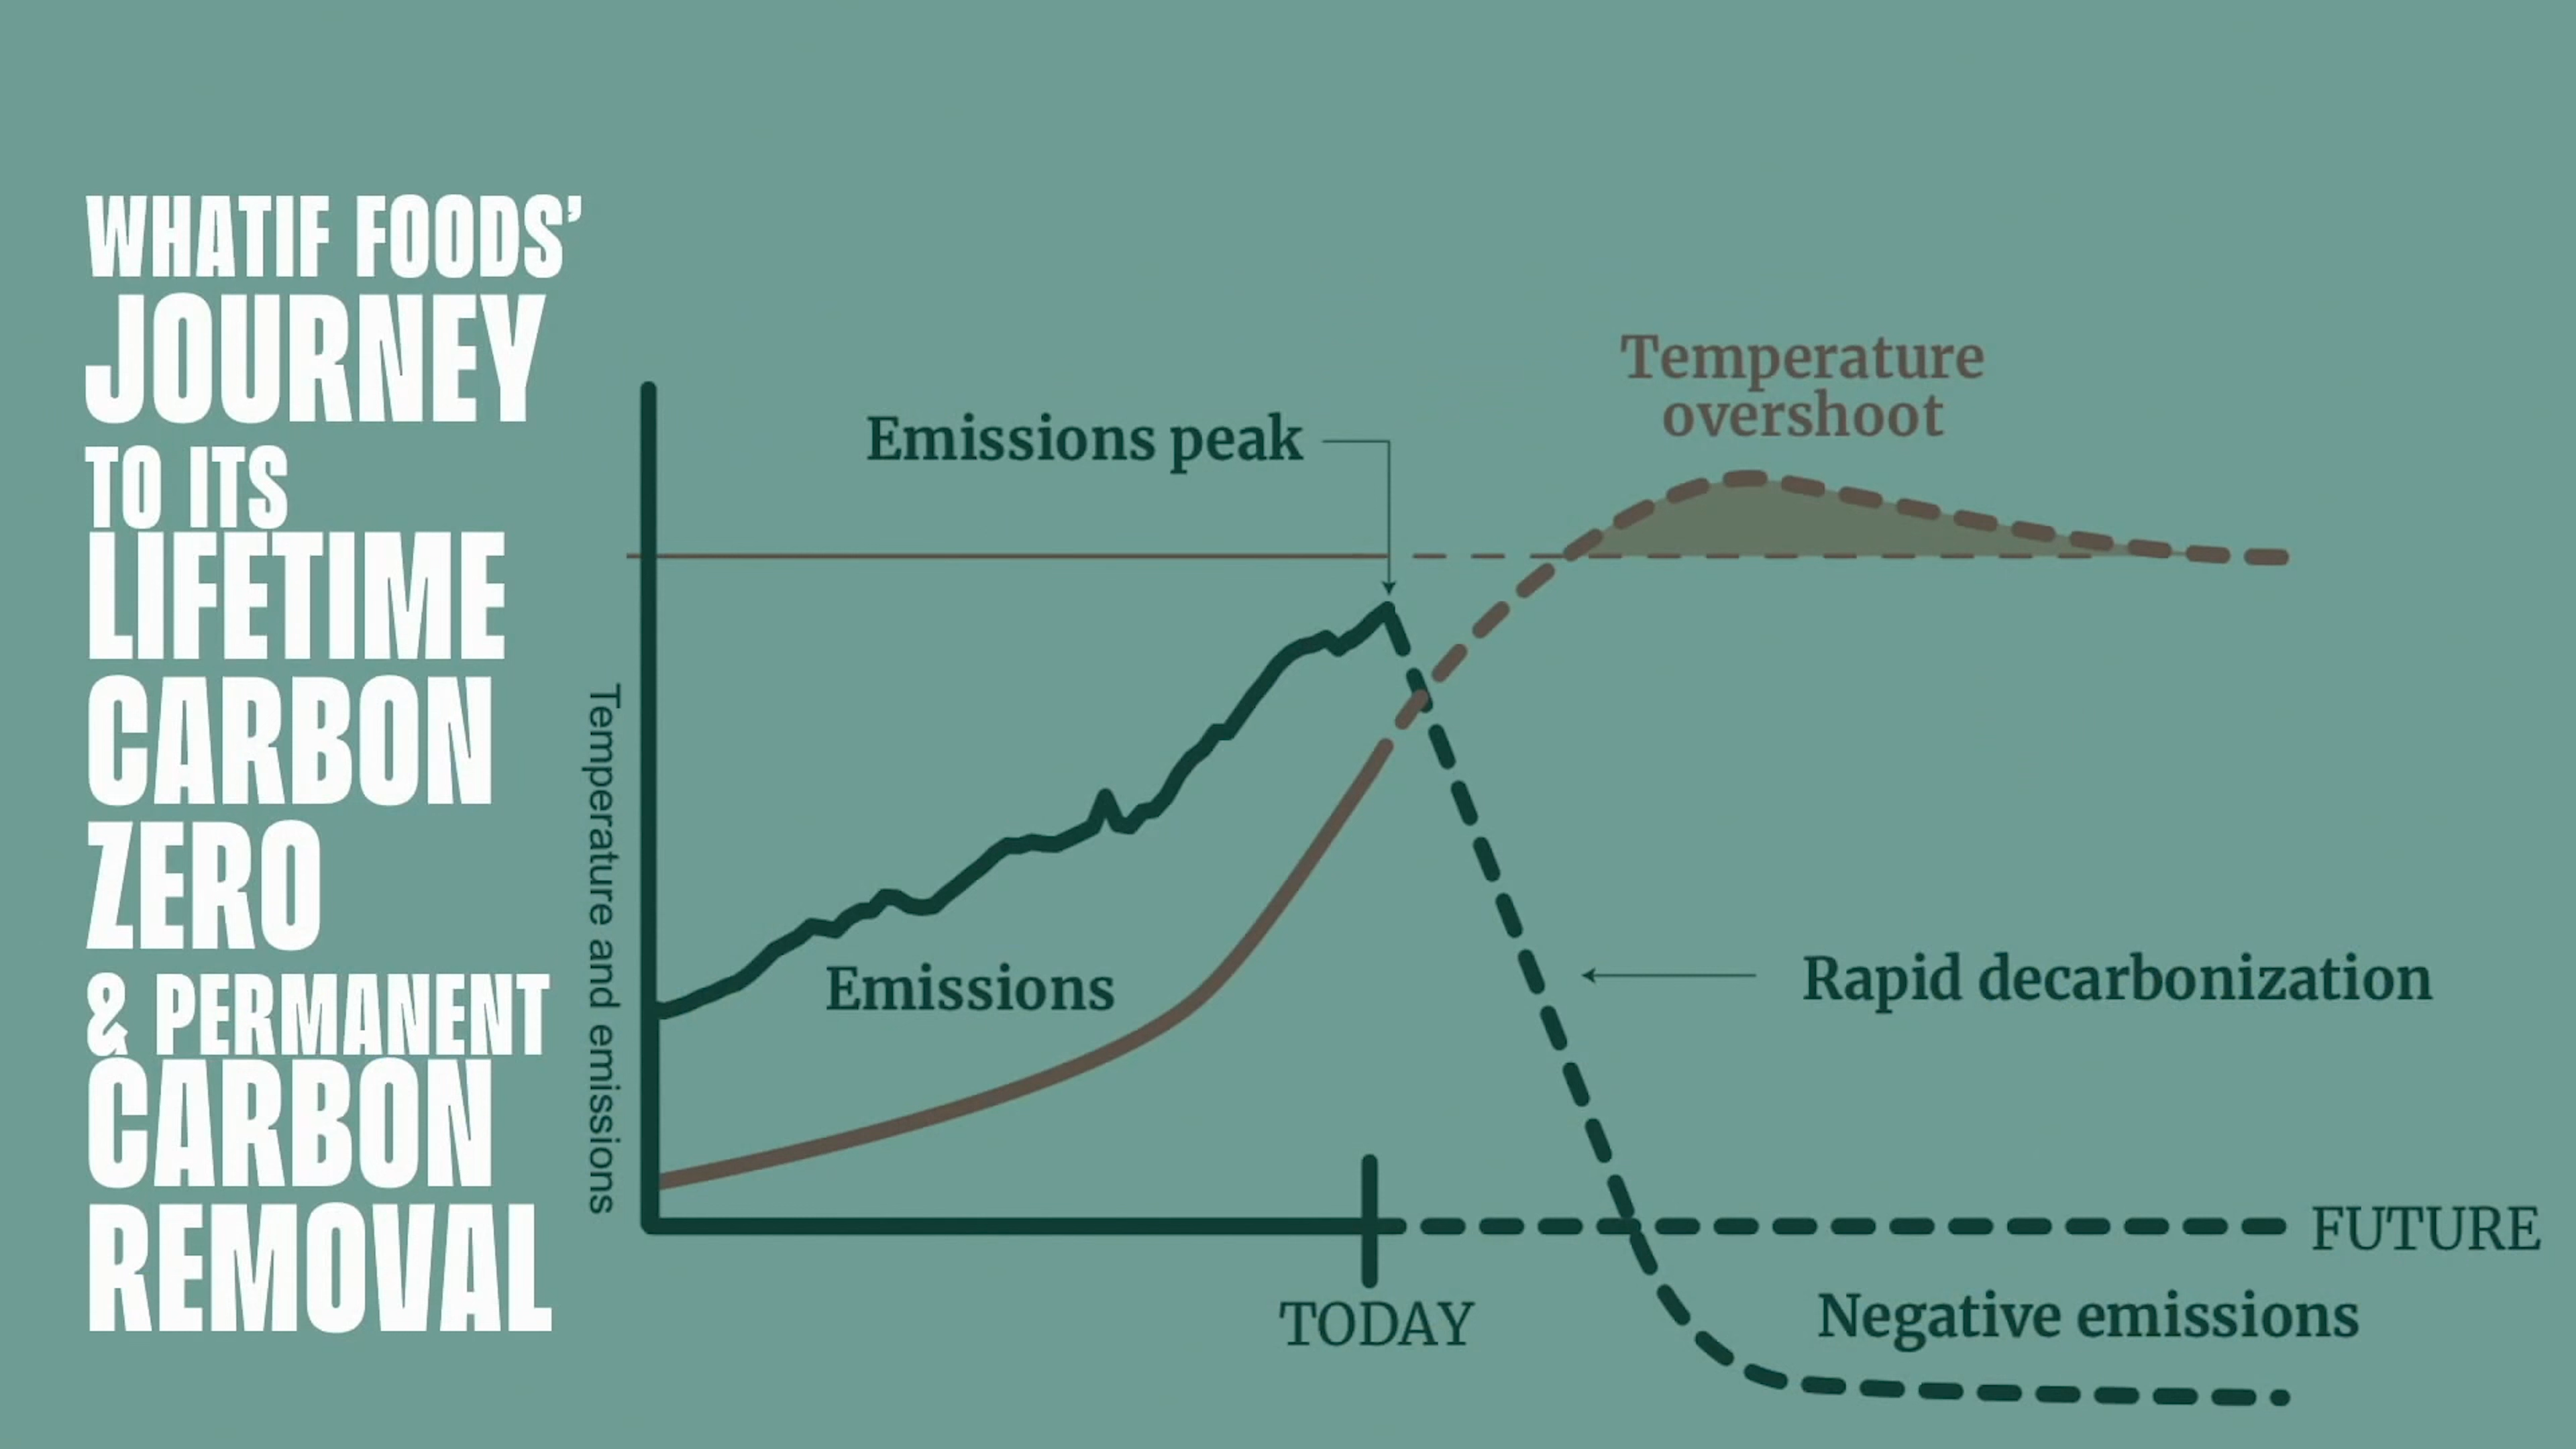 WHATIF FOODS’
JOURNEY
TO ITS
LIFETIME
CARBON
ZERO
& PERMANENT
CARBON
REMOVAL
Temperature and emissions
Emissions peak
Temperature
overshoot
Emissions
Rapid decarbonization
TODAY
FUTURE
Negative emissions